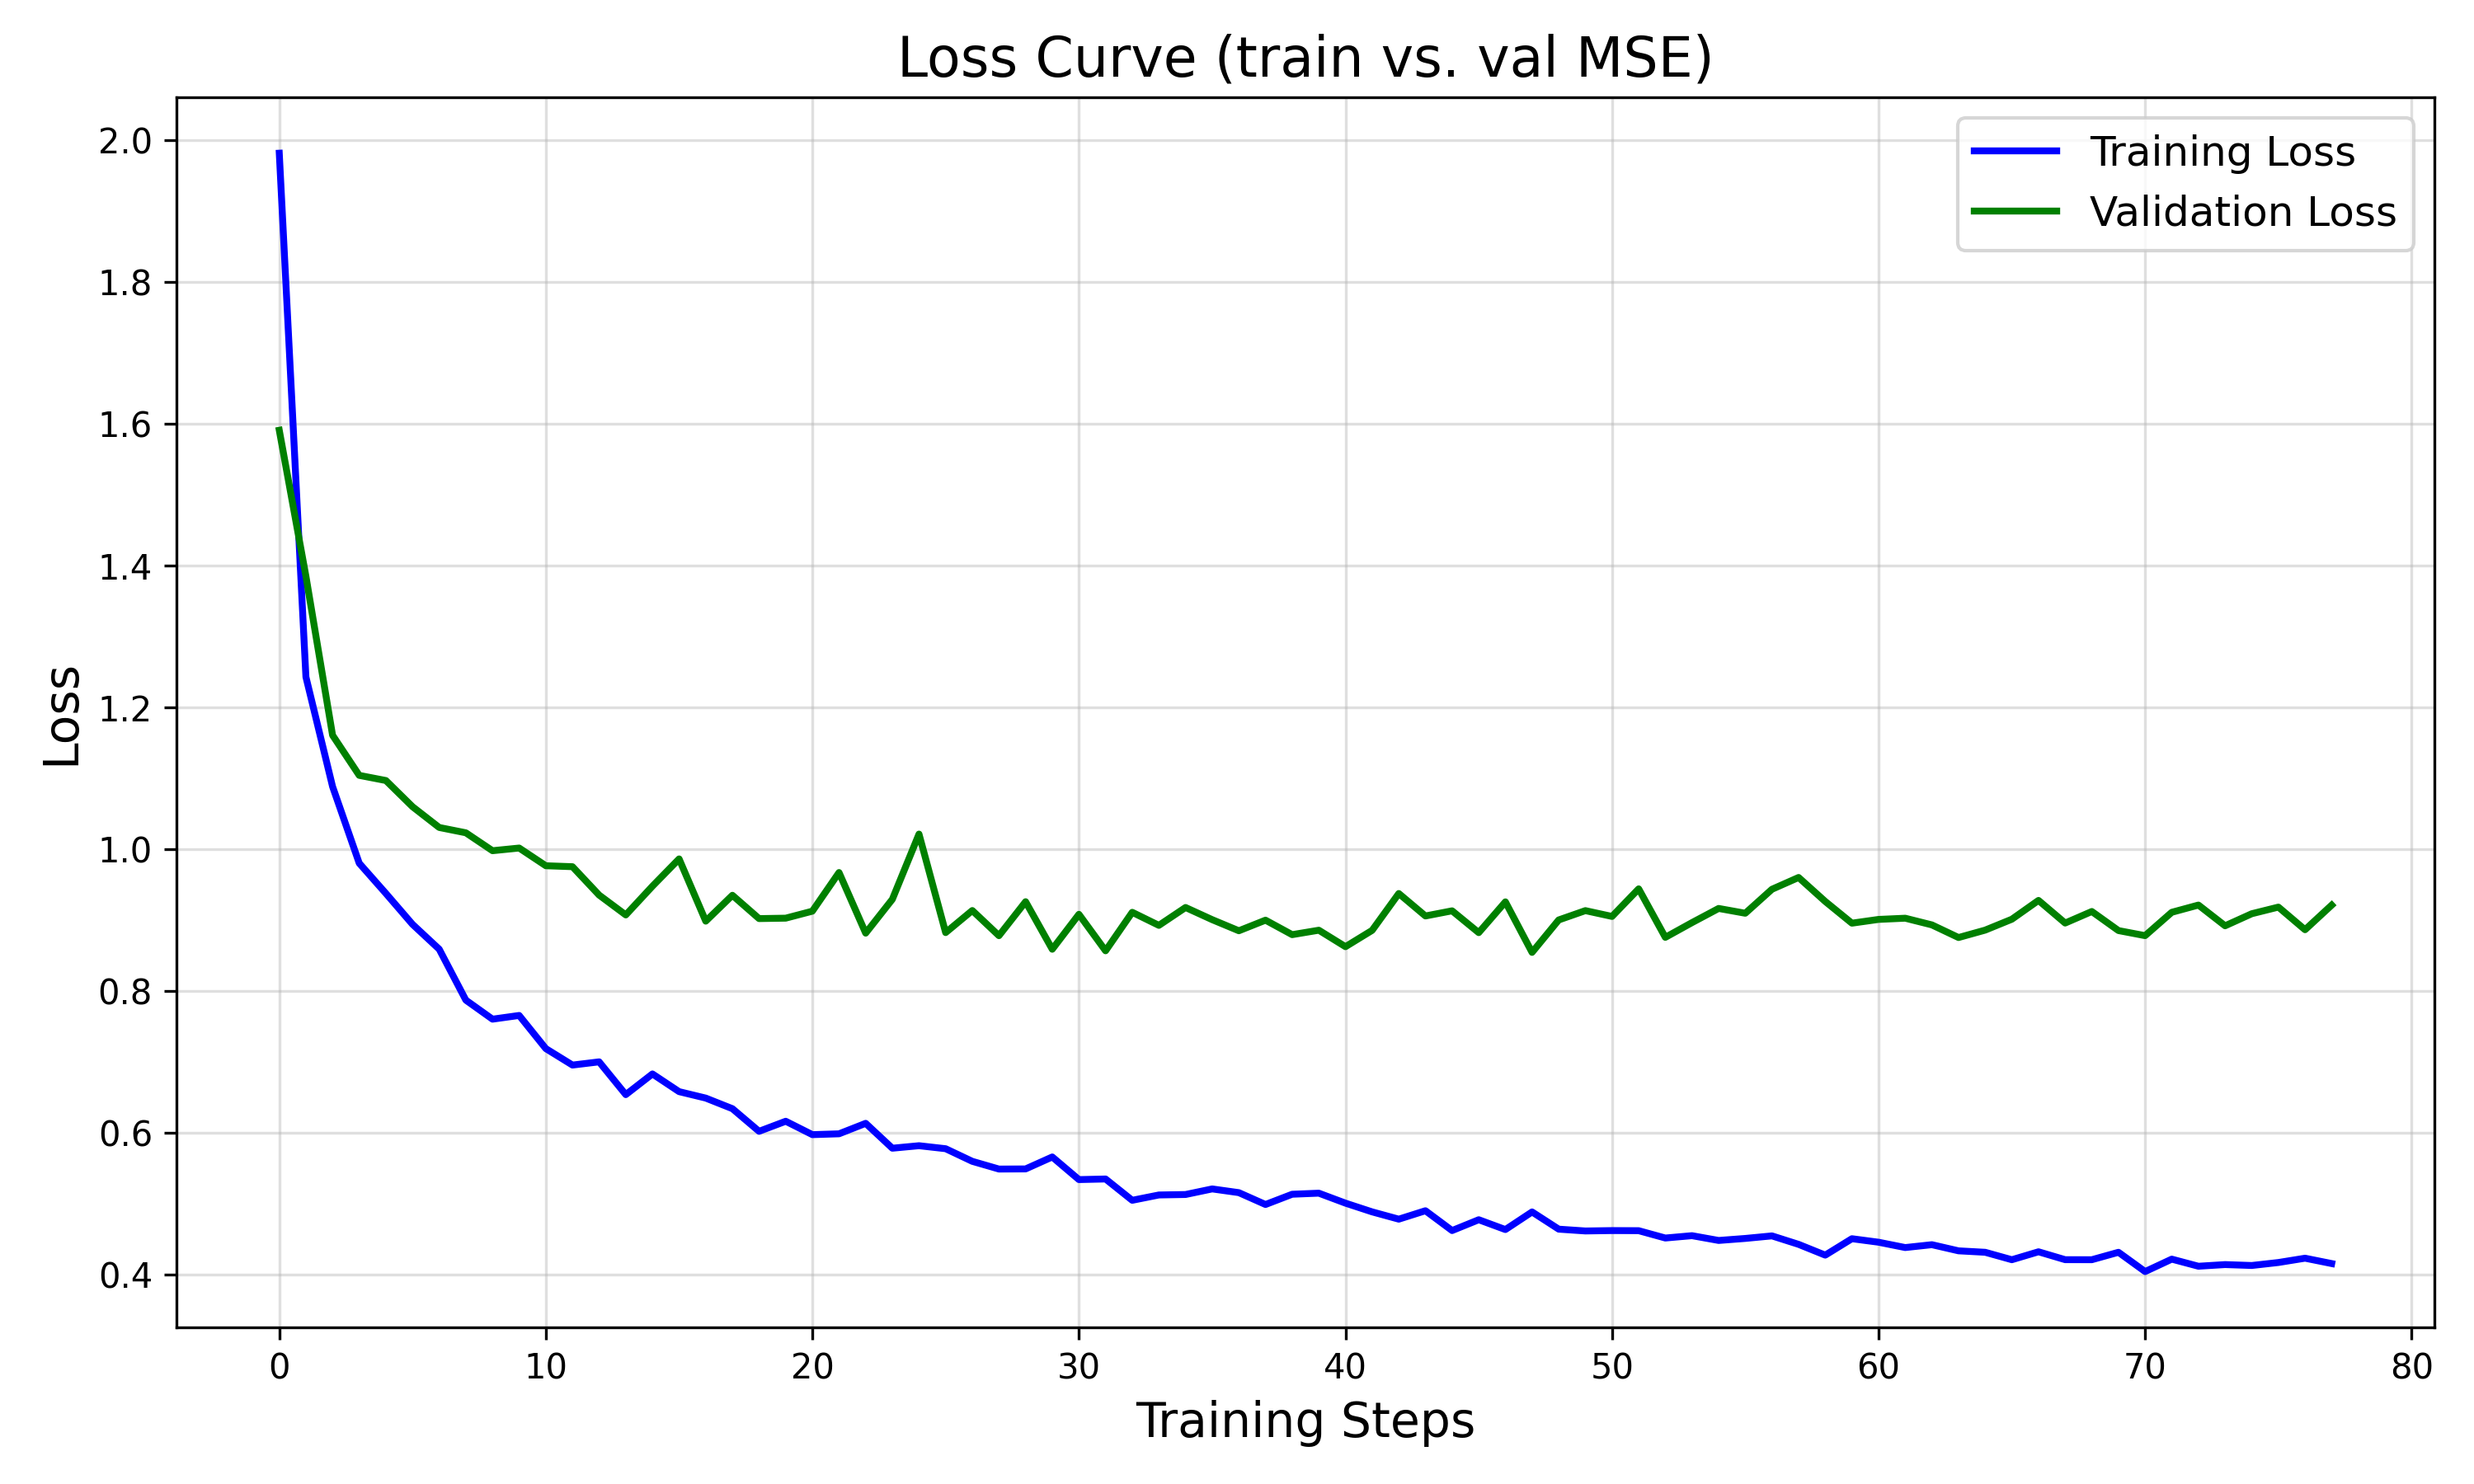 Loss Curve (train vs. val MSE)
Training Loss
Validation Loss
Loss
2.0
1.8
1.6
1.4
1.2
1.0
0.8
0.6
0.4
0 10 20 30 40 50 60 70 80
Training Steps